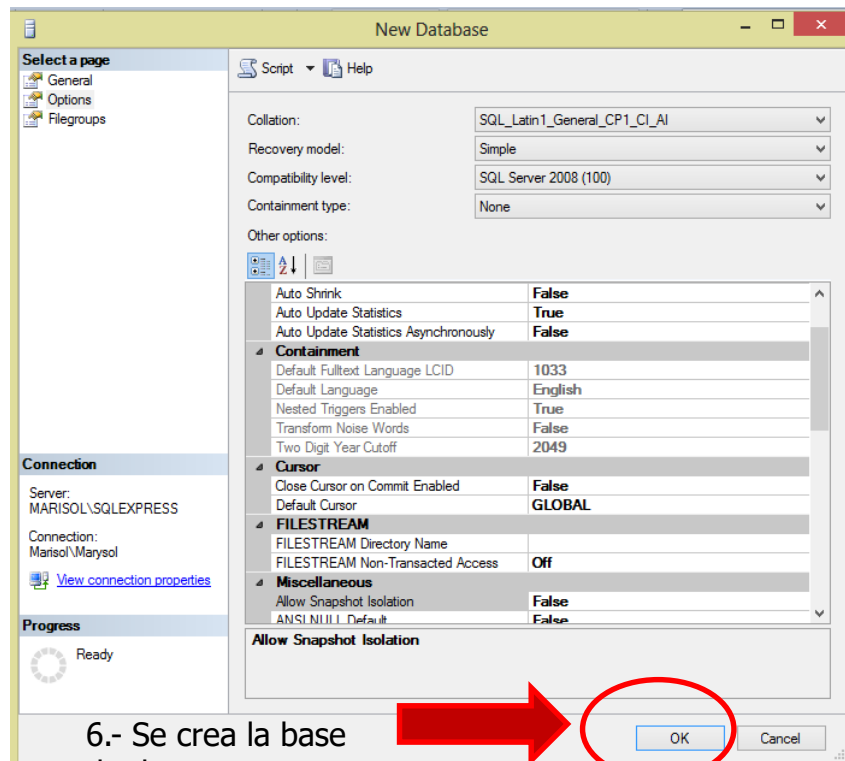 New Database
Select a page
General
Options
Filegroups
Script
Help
Collation: SQL_Latin1_General_CP1_CI_AI
Recovery model: Simple
Compatibility level: SQL Server 2008 (100)
Containment type: None
Other options:
Auto Shrink False
Auto Update Statistics True
Auto Update Statistics Asynchronously False
Containment
Default Fulltext Language LCID 1033
Default Language English
Nested Triggers Enabled True
Transform Noise Words False
Two Digit Year Cutoff 2049
Cursor
Close Cursor on Commit Enabled False
Default Cursor GLOBAL
FILESTREAM
FILESTREAM Directory Name
FILESTREAM Non-Transacted Access Off
Miscellaneous
Allow Snapshot Isolation False
ANSI NULL Default False
Allow Snapshot Isolation
Connection
Server:
MARISOL\SQLEXPRESS
Connection:
Marisol\Marysol
View connection properties
Progress
Ready
6.- Se crea la base
OK
Cancel